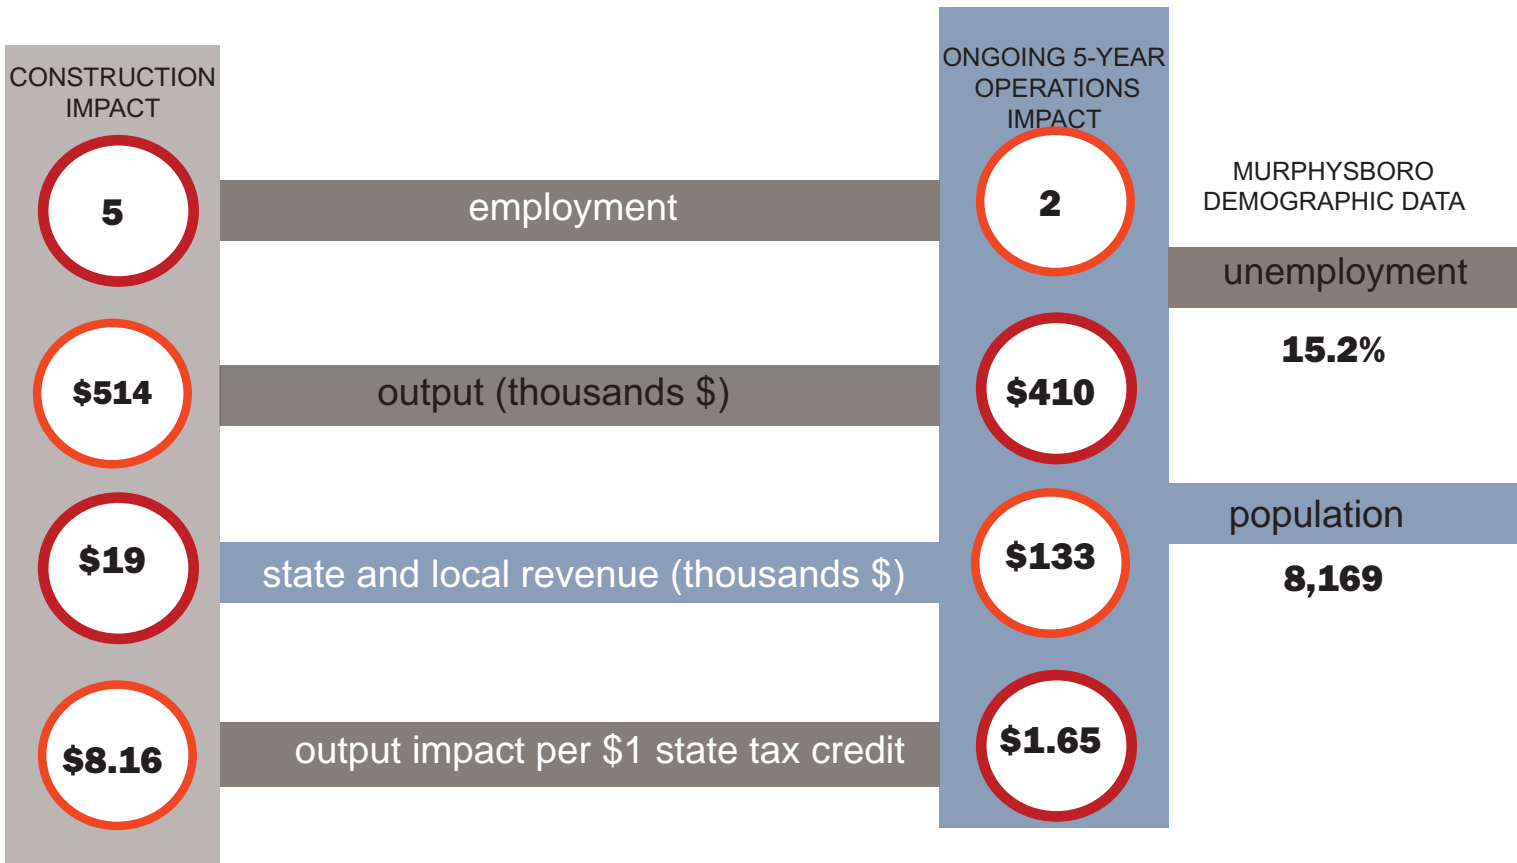 CONSTRUCTION
IMPACT
ONGOING 5-YEAR
OPERATIONS
IMPACT
5
employment
2
$514
output (thousands $)
$410
$19
state and local revenue (thousands $)
$133
$8.16
output impact per $1 state tax credit
$1.65
MURPHYSBORO
DEMOGRAPHIC DATA
unemployment
15.2%
population
8,169